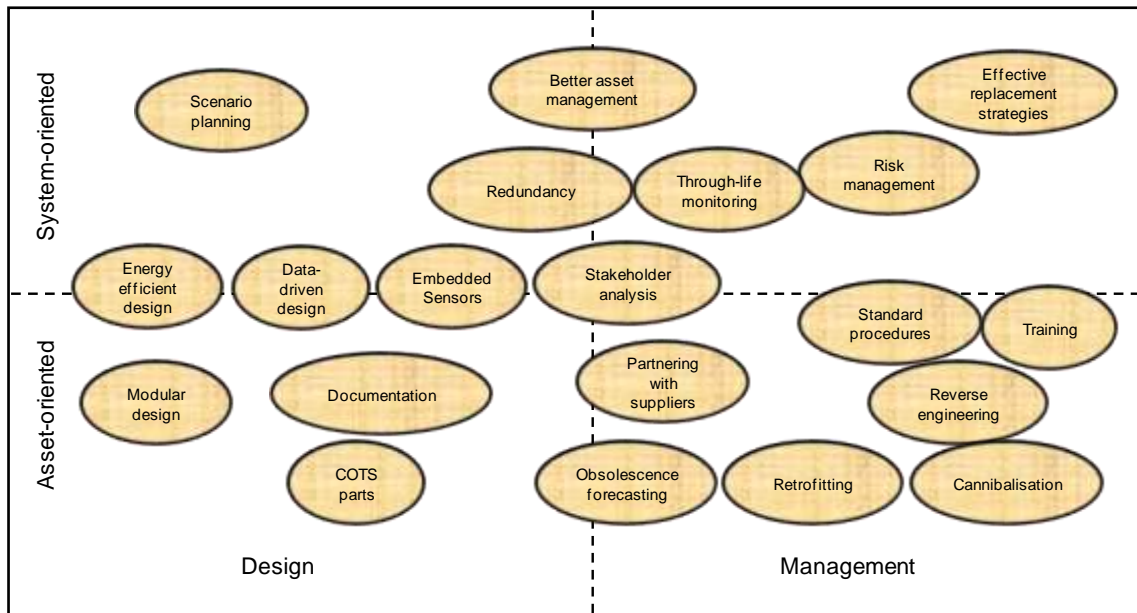 System-oriented
Asset-oriented
Scenario
planning
Better asset
management
Effective
replacement
strategies
Redundancy
Through-life
monitoring
Risk
management
Energy
efficient
design
Data-
driven
design
Embedded
Sensors
Stakeholder
analysis
Standard
procedures
Training
Modular
design
Documentation
Partnering
with
suppliers
Reverse
engineering
COTS
parts
Obsolescence
forecasting
Retrofitting
Cannibalisation
Design
Management